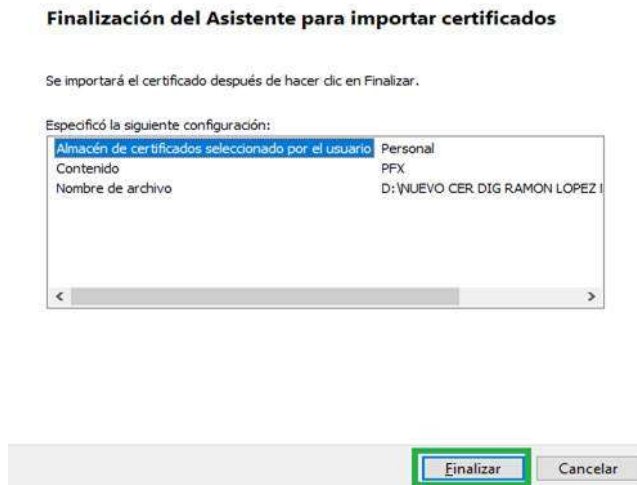 Finalización del Asistente para importar certificados
Se importará el certificado después de hacer clic en Finalizar.
Especificó la siguiente configuración:
Almacén de certificados seleccionado por el usuario Personal
Contenido PFX
Nombre de archivo D:\NUEVO CER DIG RAMON LOPEZ
Finalizar Cancelar